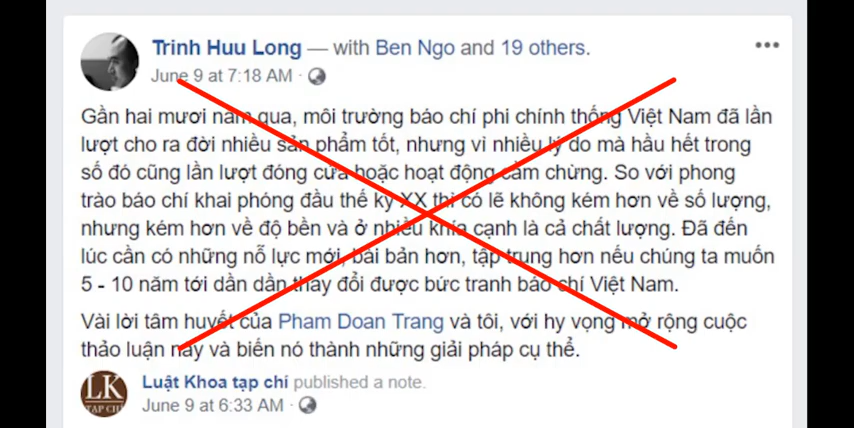 Trinh Huu Long — with Ben Ngo and 19 others.
June 9 at 7:18 AM ·
Gần hai mươi năm qua, môi trường báo chí phi chính thống Việt Nam đã lần
lượt cho ra đời nhiều sản phẩm tốt, nhưng vì nhiều lý do mà hầu hết trong
số đó cũng lần lượt đóng cửa hoặc hoạt động cầm chừng. So với phong
trào báo chí khai phóng đầu thế kỷ XX thì có lẽ không kém hơn về số lượng,
nhưng kém hơn về độ bền và ở nhiều khía cạnh là cả chất lượng. Đã đến
lúc cần có những nỗ lực mới, bài bản hơn, tập trung hơn nếu chúng ta muốn
5 - 10 năm tới dần dần thay đổi được bức tranh báo chí Việt Nam.
Vài lời tâm huyết của Pham Doan Trang và tôi, với hy vọng mở rộng cuộc
thảo luận này và biến nó thành những giải pháp cụ thể.
LK
TẠP CHÍ
Luật Khoa tạp chí published a note.
June 9 at 6:33 AM ·